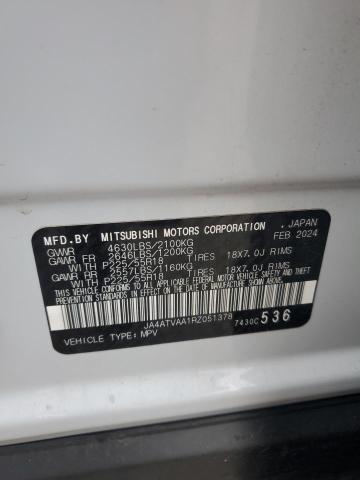 MFD.BY MITSUBISHI MOTORS CORPORATION , JAPAN
GVWR 4630LBS/2100KG FEB 2024
GAWR FR 2646LBS/1200KG
WITH P225/55R18 TIRES 18X7.0J RIMS
GAWR RR 2557LBS/1160KG
WITH P225/55R18 TIRES 18X7.0J RIMS
THIS VEHICLE CONFORMS TO ALL APPLICABLE FEDERAL MOTOR VEHICLE SAFETY, BUMPER, AND THEFT
PREVENTION STANDARDS IN EFFECT ON THE DATE OF MANUFACTURE SHOWN ABOVE.
JA4ATVAA1RZ051378 7430C 536
VEHICLE TYPE: MPV